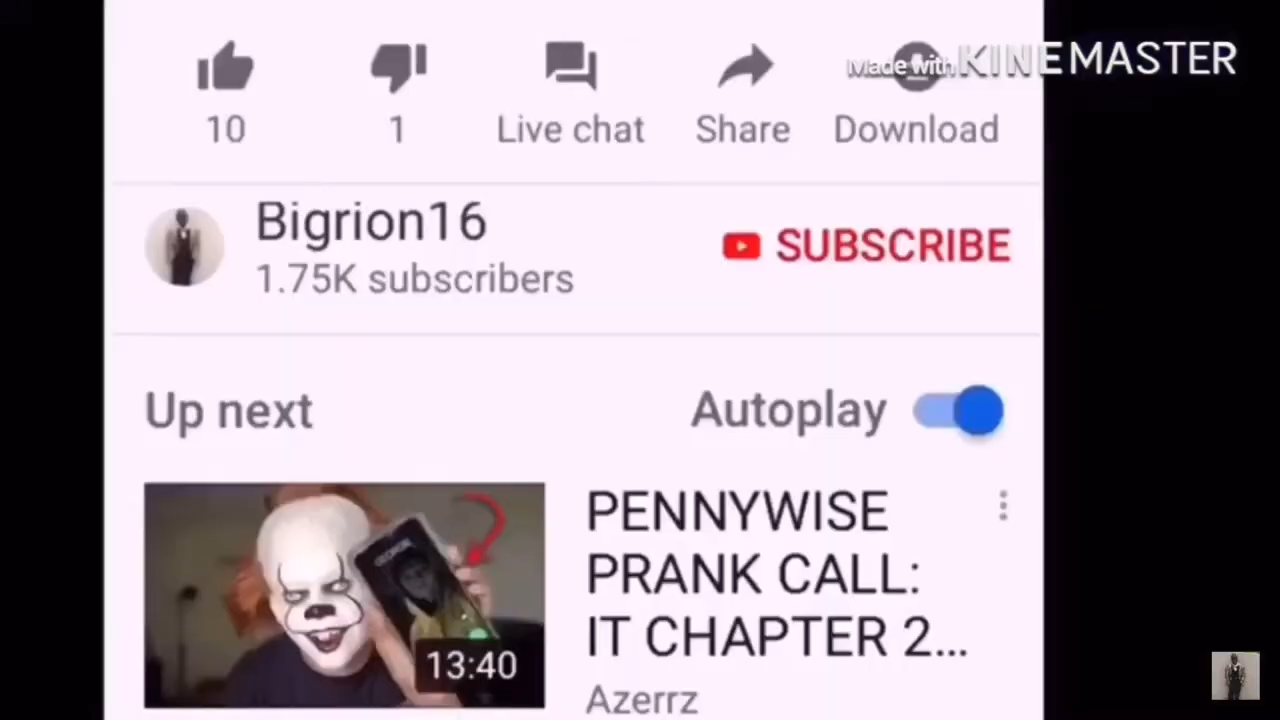 Made with KINEMASTER
10
1
Live chat
Share
Download
Bigrion16
1.75K subscribers
SUBSCRIBE
Up next
Autoplay
PENNYWISE
PRANK CALL:
IT CHAPTER 2...
13:40
Azerrz